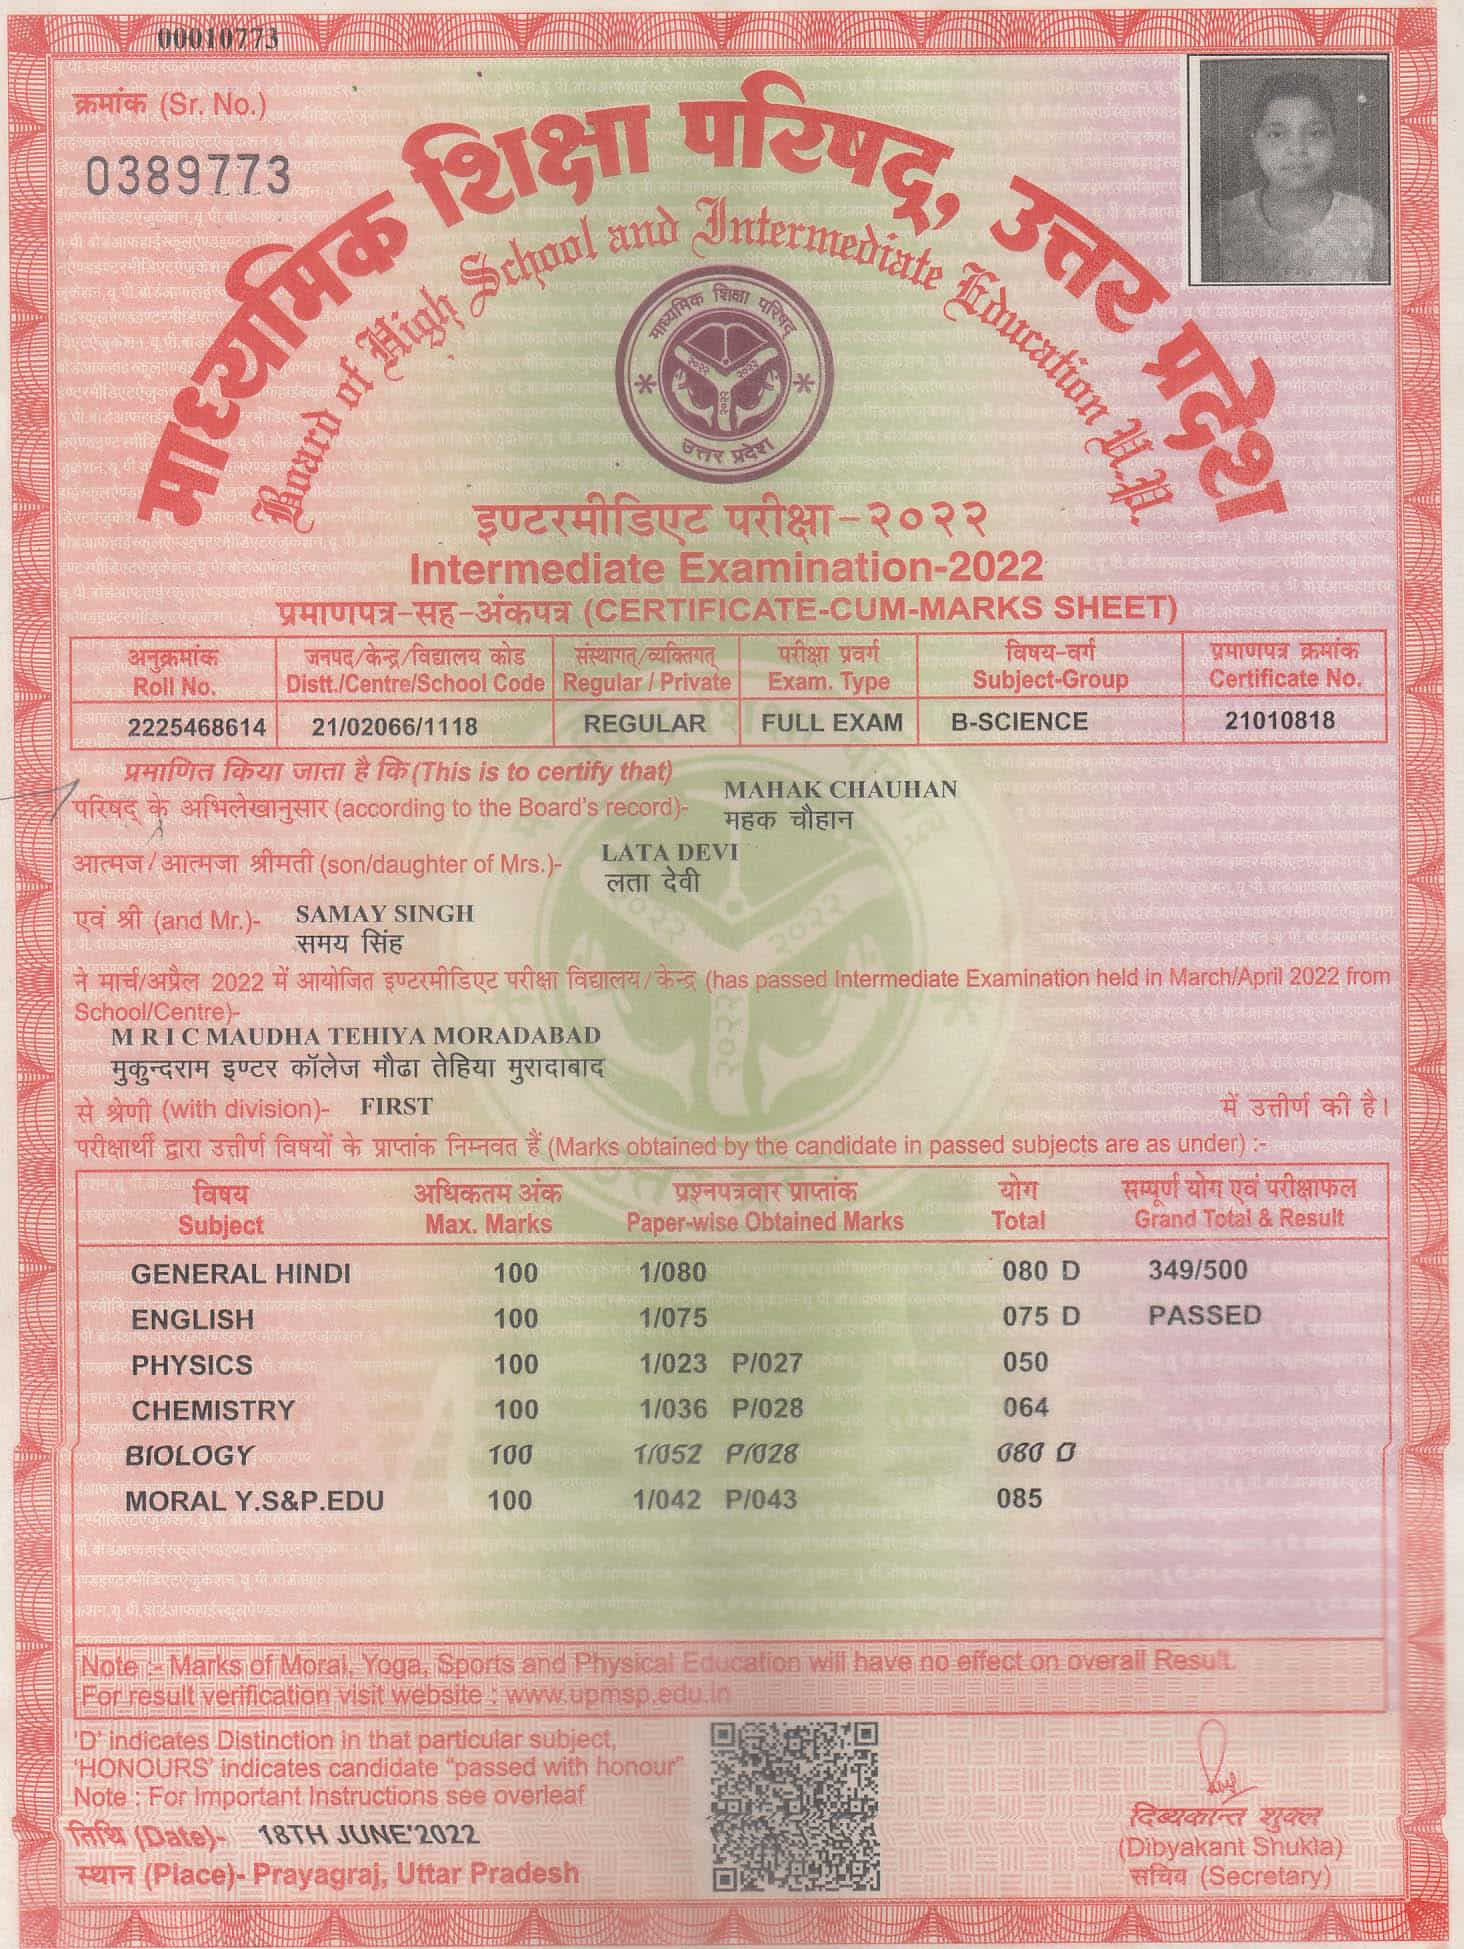 00010773
क्रमांक (Sr. No.)
0389773
माध्यमिक शिक्षा परिषद्, उत्तर प्रदेश
Board of High School and Intermediate Education U.P.
माध्यमिक शिक्षा परिषद्
२०२२ २०२२
२०२२
उत्तर प्रदेश
इण्टरमीडिएट परीक्षा-२०२२
Intermediate Examination-2022
प्रमाणपत्र-सह-अंकपत्र (CERTIFICATE-CUM-MARKS SHEET)
अनुक्रमांक जनपद/केन्द्र/विद्यालय कोड संस्थागत/व्यक्तिगत् परीक्षा प्रवर्ग विषय-वर्ग प्रमाणपत्र क्रमांक
Roll No. Distt./Centre/School Code Regular / Private Exam. Type Subject-Group Certificate No.
2225468614 21/02066/1118 REGULAR FULL EXAM B-SCIENCE 21010818
प्रमाणित किया जाता है कि (This is to certify that)
MAHAK CHAUHAN
परिषद् के अभिलेखानुसार (according to the Board's record)-
महक चौहान
LATA DEVI
आत्मज/आत्मजा श्रीमती (son/daughter of Mrs.)-
लता देवी
SAMAY SINGH
एवं श्री (and Mr.)-
समय सिंह
ने मार्च/अप्रैल 2022 में आयोजित इण्टरमीडिएट परीक्षा विद्यालय/केन्द्र (has passed Intermediate Examination held in March/April 2022 from
School/Centre)-
M R I C MAUDHA TEHIYA MORADABAD
मुकुन्दराम इण्टर कॉलेज मौढा तेहिया मुरादाबाद
से श्रेणी (with division)- FIRST में उत्तीर्ण की है।
परीक्षार्थी द्वारा उत्तीर्ण विषयों के प्राप्तांक निम्नवत हैं (Marks obtained by the candidate in passed subjects are as under) :-
विषय अधिकतम अंक प्रश्नपत्रवार प्राप्तांक योग सम्पूर्ण योग एवं परीक्षाफल
Subject Max. Marks Paper-wise Obtained Marks Total Grand Total & Result
GENERAL HINDI 100 1/080 080 D 349/500
ENGLISH 100 1/075 075 D PASSED
PHYSICS 100 1/023 P/027 050
CHEMISTRY 100 1/036 P/028 064
BIOLOGY 100 1/052 P/028 080 D
MORAL Y.S&P.EDU 100 1/042 P/043 085
Note :- Marks of Moral, Yoga, Sports and Physical Education will have no effect on overall Result.
For result verification visit website : www.upmsp.edu.in
'D' indicates Distinction in that particular subject,
'HONOURS' indicates candidate "passed with honour"
Note : For Important Instructions see overleaf
तिथि (Date)- 18TH JUNE'2022
स्थान (Place)- Prayagraj, Uttar Pradesh
दिव्यकान्त शुक्ल
(Dibyakant Shukla)
सचिव (Secretary)